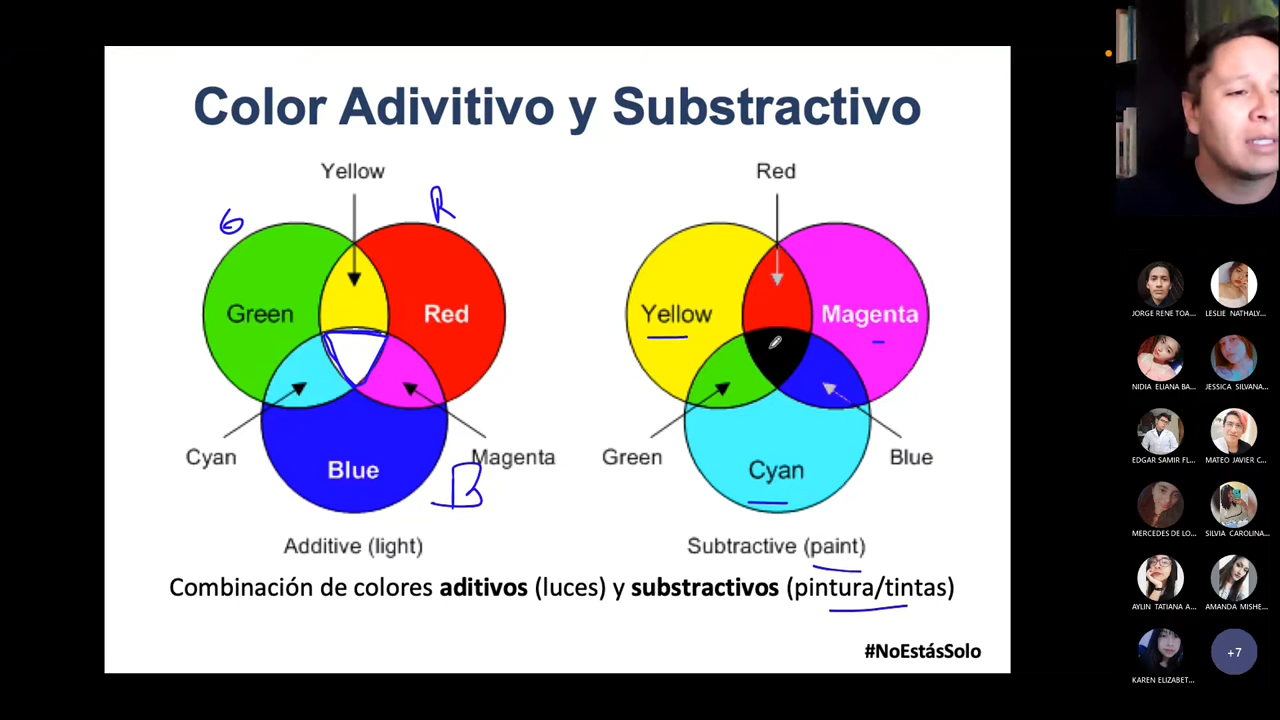 Color Adivitivo y Substractivo
Yellow
G
R
Green
Red
Cyan
Blue
Magenta
B
Additive (light)
Red
Yellow
Magenta
Green
Cyan
Blue
Subtractive (paint)
Combinación de colores aditivos (luces) y substractivos (pintura/tintas)
#NoEstásSolo
JORGE RENE TOA...
LESLIE NATHALY...
NIDIA ELIANA BA...
JESSICA SILVANA...
EDGAR SAMIR FL...
MATEO JAVIER C...
MERCEDES DE LO...
SILVIA CAROLINA...
AYLIN TATIANA A...
AMANDA MISHE...
KAREN ELIZABET...
+7